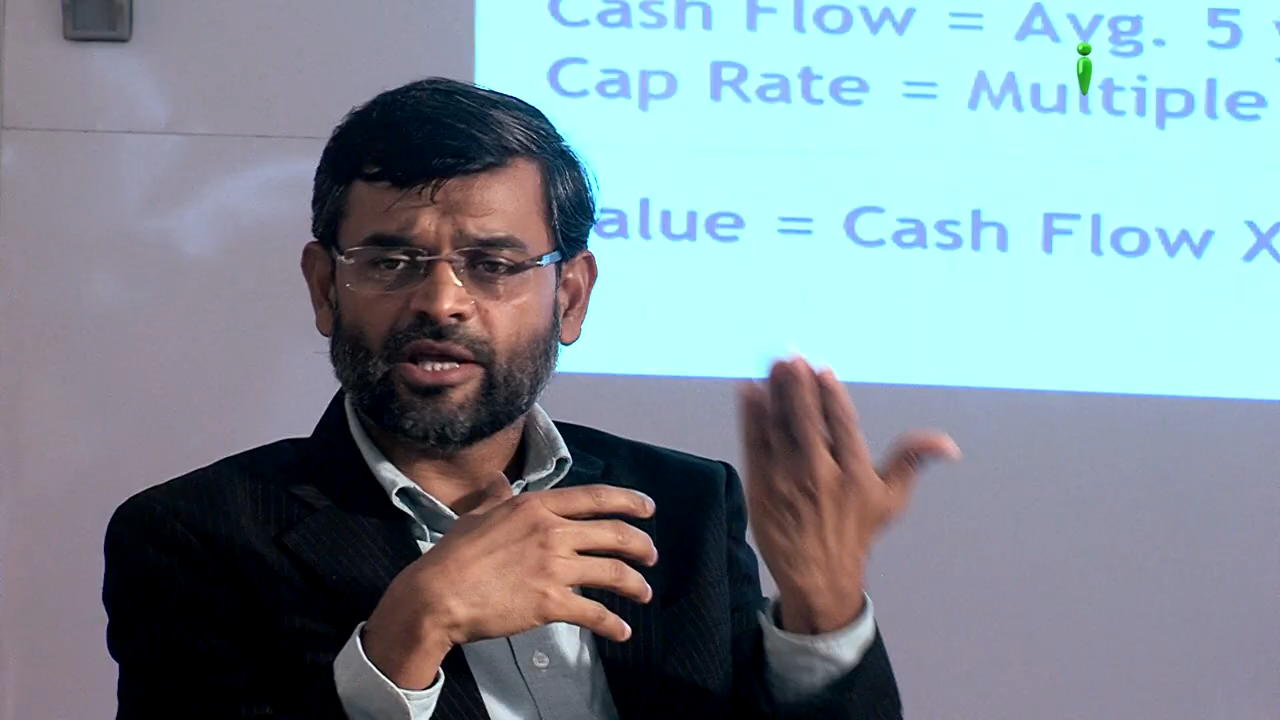 Cash Flow = Avg. 5
Cap Rate = Multiple
alue = Cash Flow X